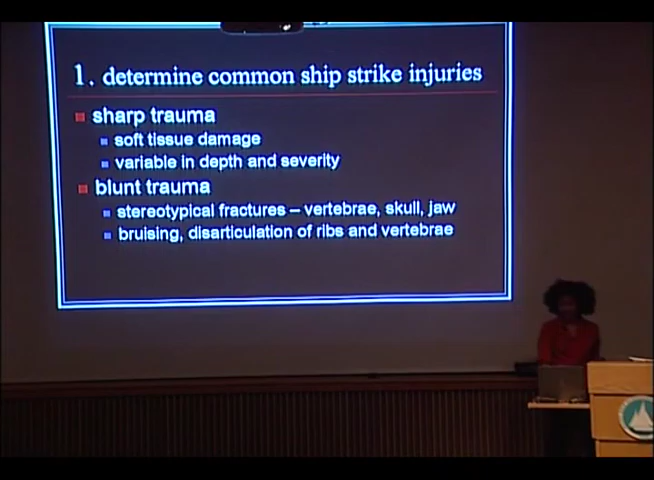 1. determine common ship strike injuries
sharp trauma
soft tissue damage
variable in depth and severity
blunt trauma
stereotypical fractures – vertebrae, skull, jaw
bruising, disarticulation of ribs and vertebrae